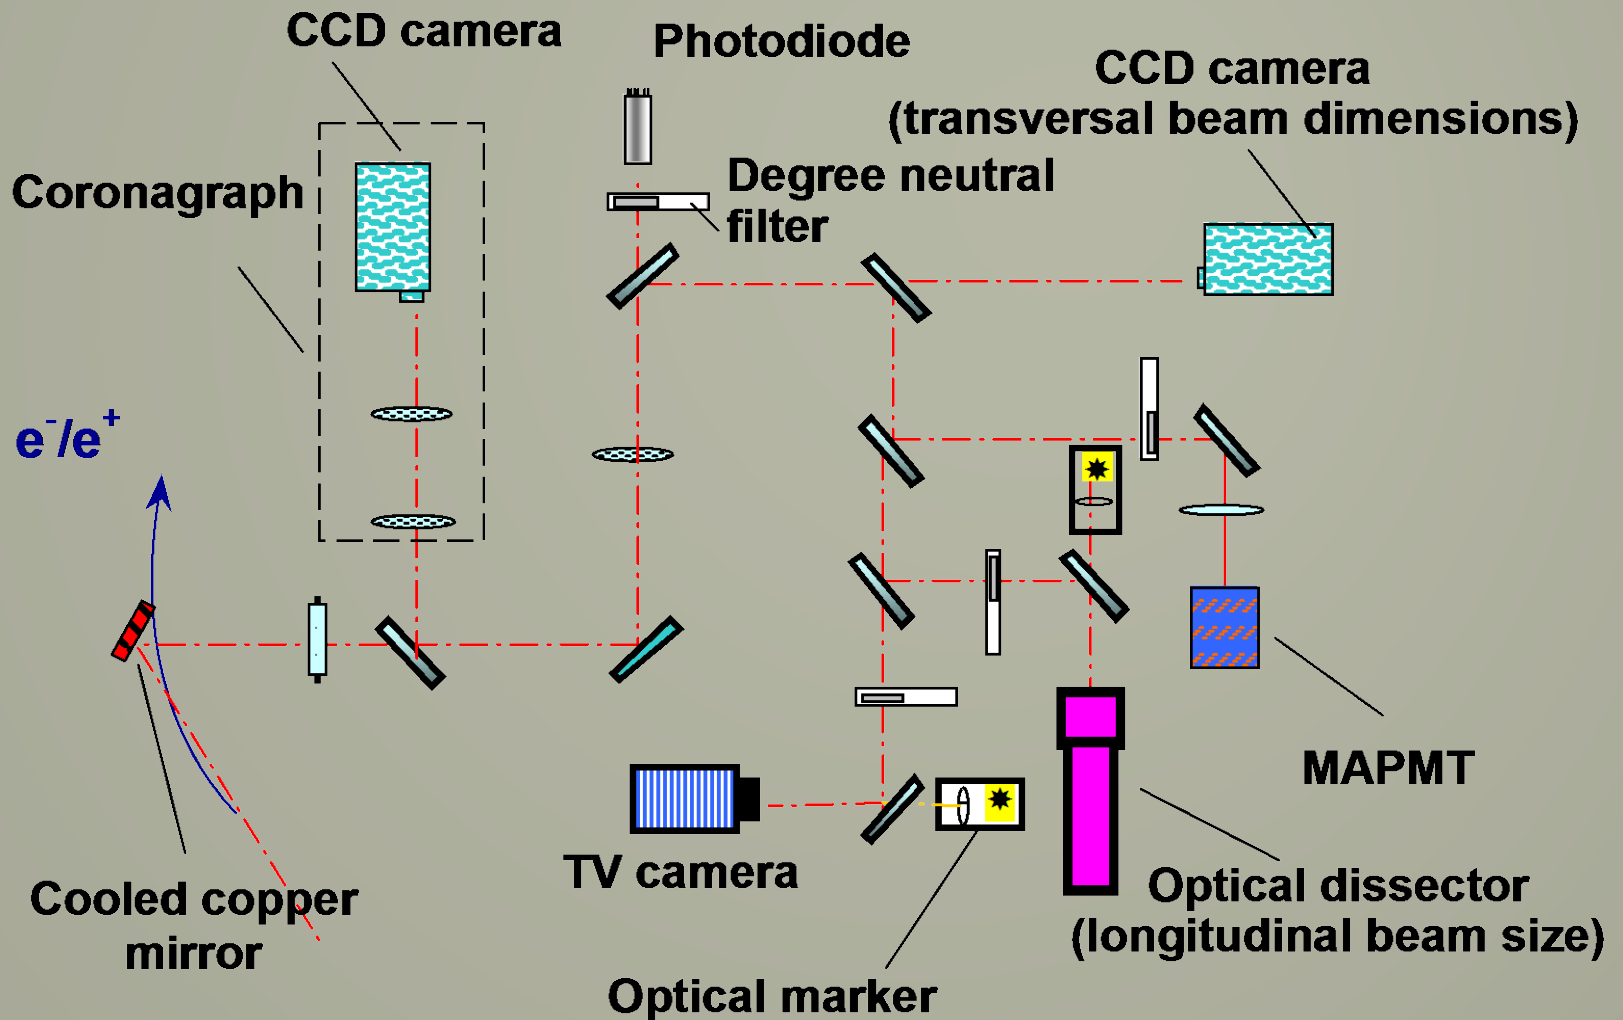 CCD camera
Photodiode
CCD camera
(transversal beam dimensions)
Coronagraph
Degree neutral
filter
e⁻/e⁺
MAPMT
TV camera
Cooled copper
mirror
Optical dissector
(longitudinal beam size)
Optical marker